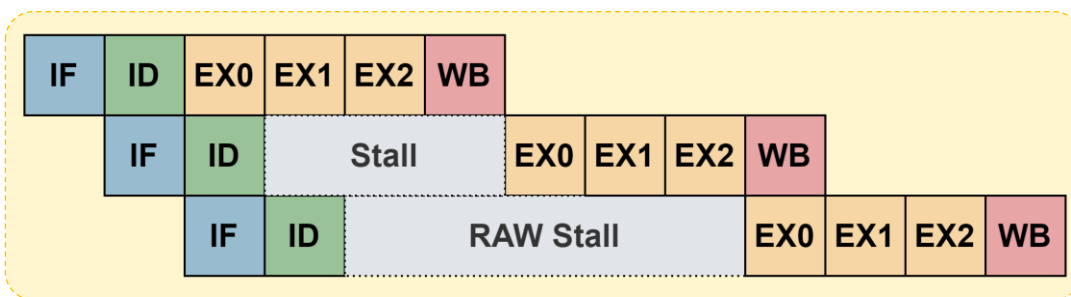 IF ID EX0 EX1 EX2 WB
IF ID Stall EX0 EX1 EX2 WB
IF ID RAW Stall EX0 EX1 EX2 WB